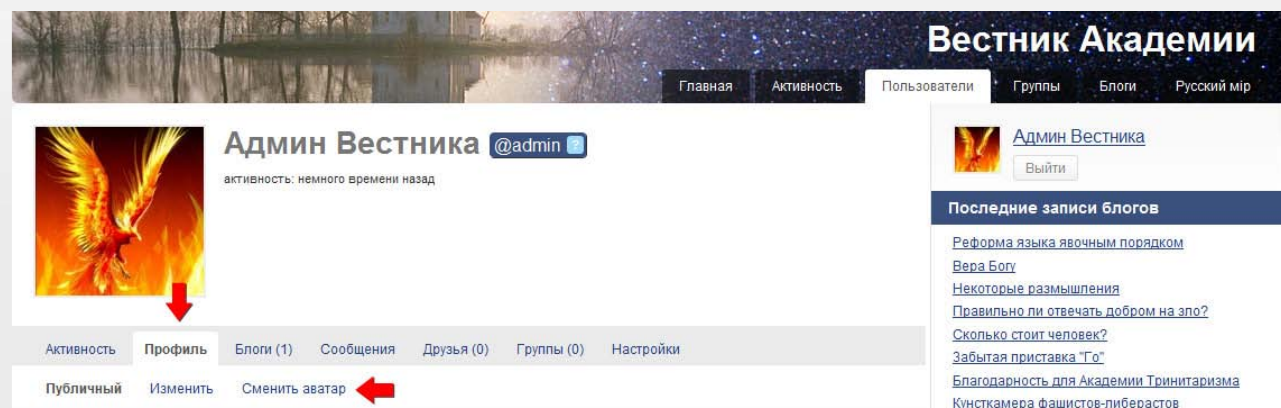 Вестник Академии
Главная Активность Пользователи Группы Блоги Русский мiр
Админ Вестника @admin ?
активность: немного времени назад
Активность Профиль Блоги (1) Сообщения Друзья (0) Группы (0) Настройки
Публичный Изменить Сменить аватар
Админ Вестника
Выйти
Последние записи блогов
Реформа языка явочным порядком
Вера Богу
Некоторые размышления
Правильно ли отвечать добром на зло?
Сколько стоит человек?
Забытая приставка "Го"
Благодарность для Академии Тринитаризма
Кунсткамера фашистов-либерастов